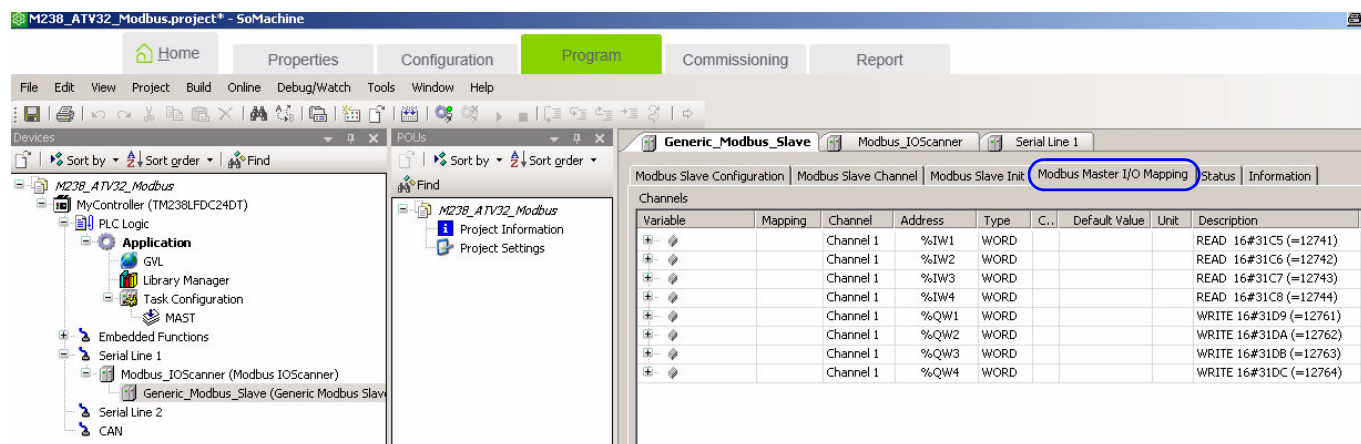 M238_ATV32_Modbus.project* - SoMachine
Home Properties Configuration Program Commissioning Report
File Edit View Project Build Online Debug/Watch Tools Window Help
Devices
Sort by Sort order Find
M238_ATV32_Modbus
MyController (TM238LFDC24DT)
PLC Logic
Application
GVL
Library Manager
Task Configuration
MAST
Embedded Functions
Serial Line 1
Modbus_IOScanner (Modbus IOScanner)
Generic_Modbus_Slave (Generic Modbus Slav
Serial Line 2
CAN
POUs
Sort by Sort order
Find
M238_ATV32_Modbus
Project Information
Project Settings
Generic_Modbus_Slave Modbus_IOScanner Serial Line 1
Modbus Slave Configuration Modbus Slave Channel Modbus Slave Init Modbus Master I/O Mapping Status Information
Channels
Variable Mapping Channel Address Type C.. Default Value Unit Description
Channel 1 %IW1 WORD READ 16#31C5 (=12741)
Channel 1 %IW2 WORD READ 16#31C6 (=12742)
Channel 1 %IW3 WORD READ 16#31C7 (=12743)
Channel 1 %IW4 WORD READ 16#31C8 (=12744)
Channel 1 %QW1 WORD WRITE 16#31D9 (=12761)
Channel 1 %QW2 WORD WRITE 16#31DA (=12762)
Channel 1 %QW3 WORD WRITE 16#31DB (=12763)
Channel 1 %QW4 WORD WRITE 16#31DC (=12764)